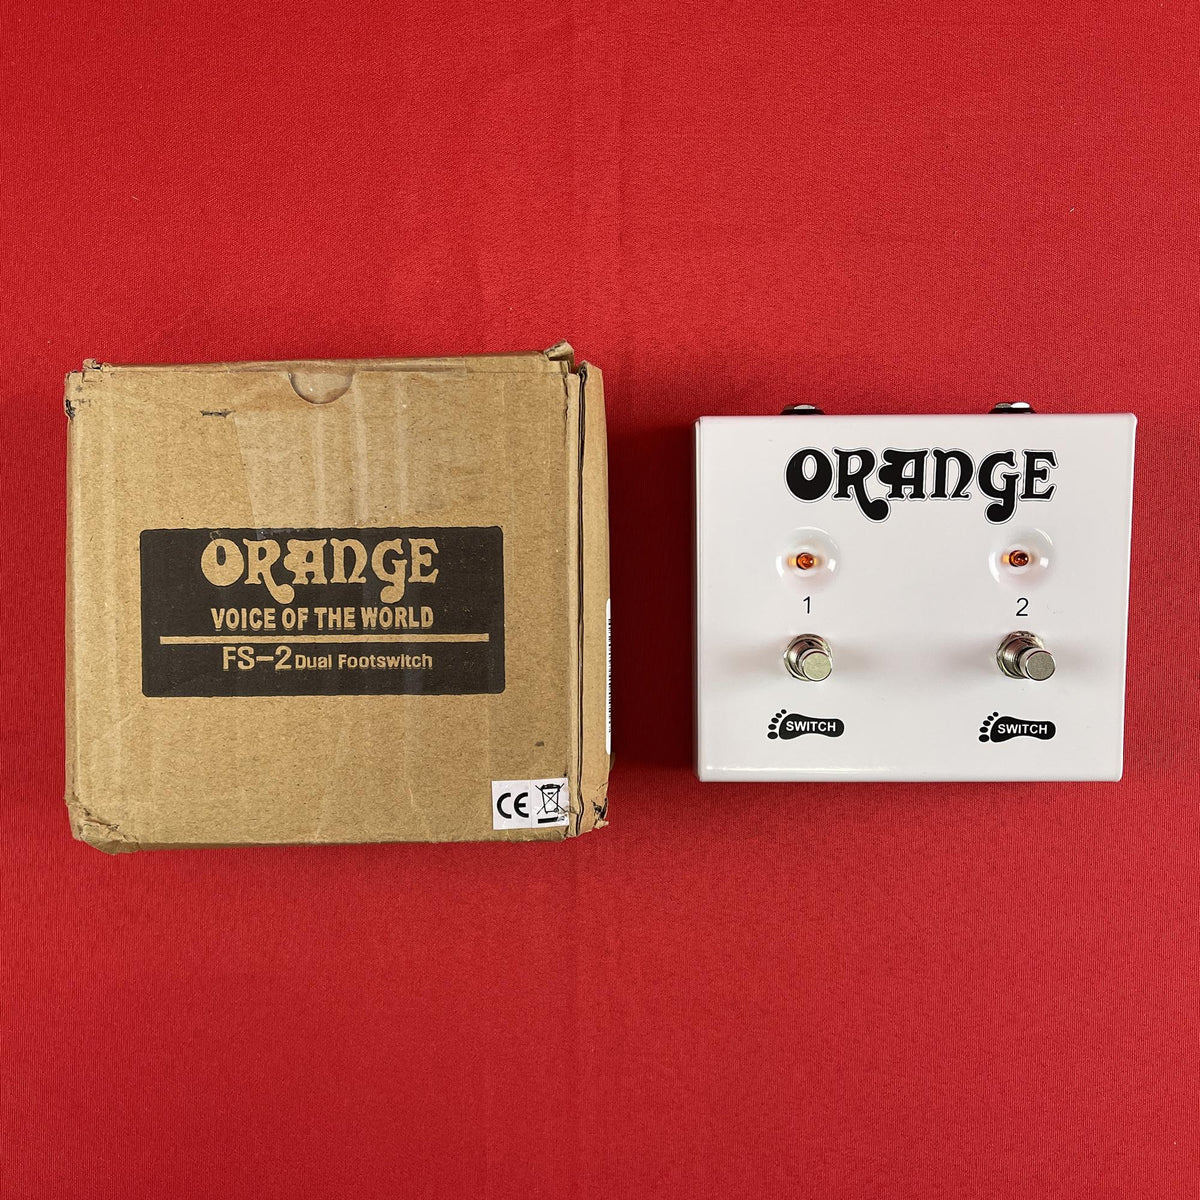 ORANGE
VOICE OF THE WORLD
FS-2 Dual Footswitch
CE
ORANGE
1
2
SWITCH
SWITCH